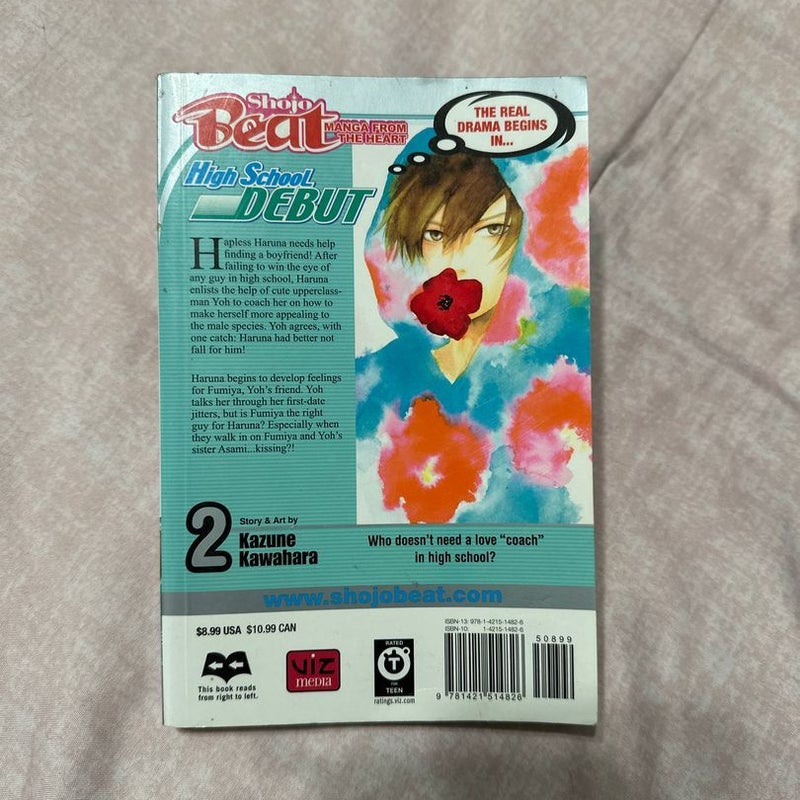 Shojo
Beat
MANGA FROM
THE HEART
THE REAL
DRAMA BEGINS
IN...
High School
DEBUT
Hapless Haruna needs help
finding a boyfriend! After
failing to win the eye of
any guy in high school, Haruna
enlists the help of cute upperclass-
man Yoh to coach her on how to
make herself more appealing to
the male species. Yoh agrees, with
one catch: Haruna had better not
fall for him!
Haruna begins to develop feelings
for Fumiya, Yoh's friend. Yoh
talks her through her first-date
jitters, but is Fumiya the right
guy for Haruna? Especially when
they walk in on Fumiya and Yoh's
sister Asami...kissing?!
2
Story & Art by
Kazune
Kawahara
Who doesn't need a love "coach"
in high school?
www.shojobeat.com
$8.99 USA $10.99 CAN
This book reads
from right to left.
VIZ
media
RATED
T
FOR
TEEN
ratings.viz.com
ISBN-13: 978-1-4215-1482-6
ISBN-10: 1-4215-1482-6
50899
9 781421 514826